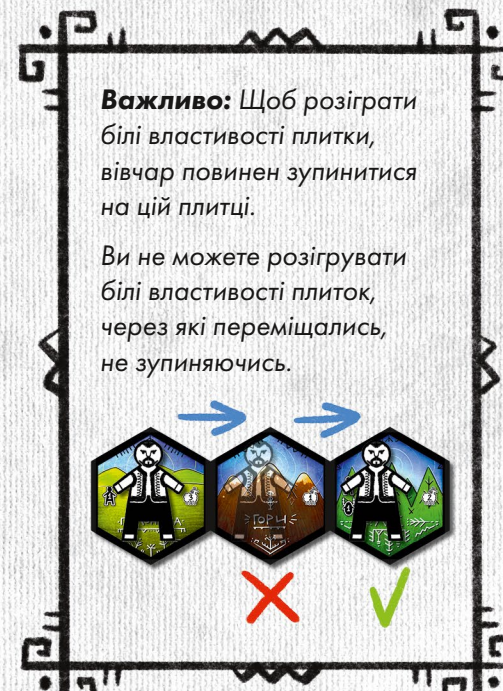 Важливо: Щоб розіграти
білі властивості плитки,
вівчар повинен зупинитися
на цій плитці.
Ви не можете розігрувати
білі властивості плиток,
через які переміщались,
не зупиняючись.
ГОРИ